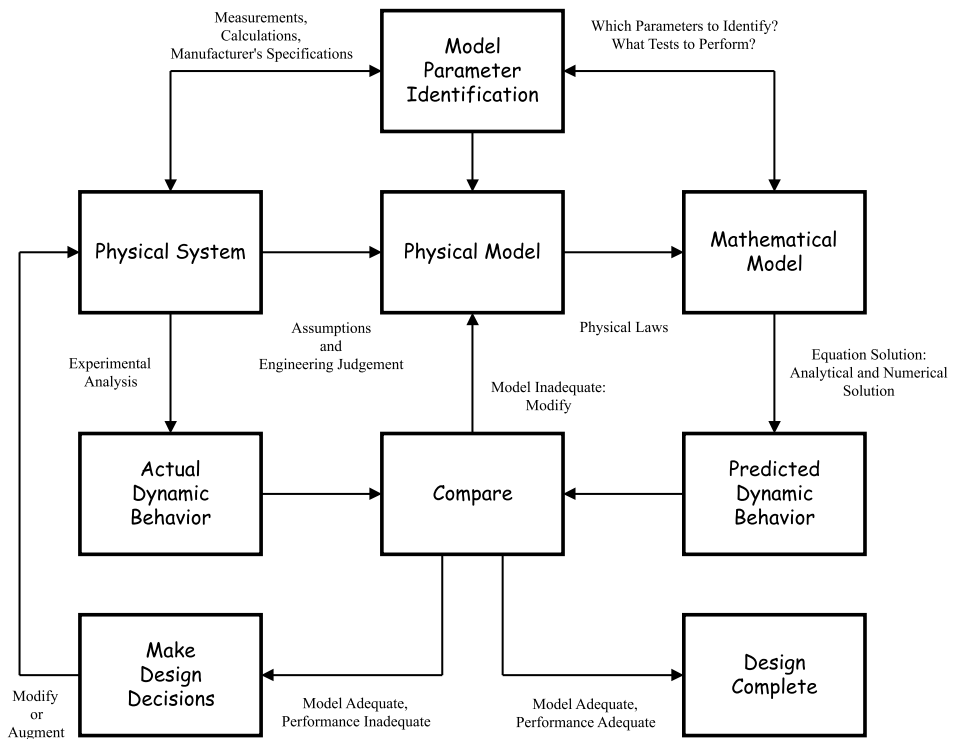 Measurements,
Calculations,
Manufacturer's Specifications
Model
Parameter
Identification
Which Parameters to Identify?
What Tests to Perform?
Physical System
Physical Model
Mathematical
Model
Experimental
Analysis
Assumptions
and
Engineering Judgement
Physical Laws
Equation Solution:
Analytical and Numerical
Solution
Model Inadequate:
Modify
Actual
Dynamic
Behavior
Compare
Predicted
Dynamic
Behavior
Make
Design
Decisions
Design
Complete
Modify
or
Augment
Model Adequate,
Performance Inadequate
Model Adequate,
Performance Adequate